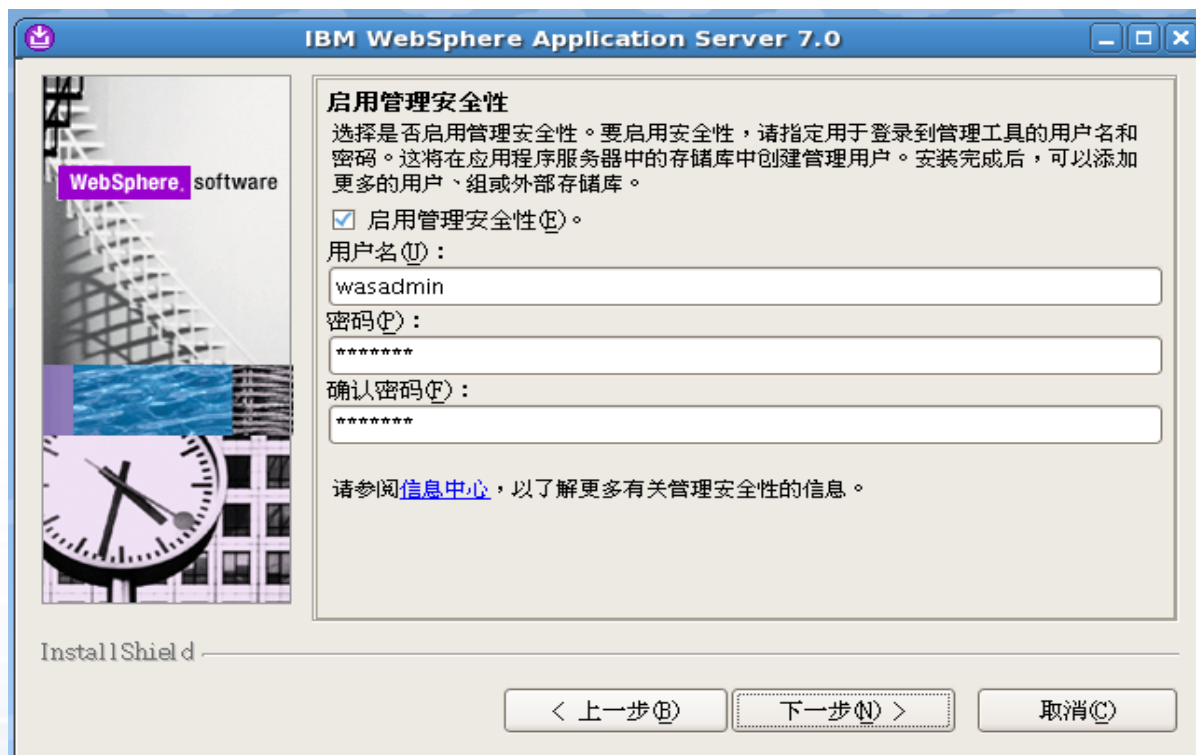 IBM WebSphere Application Server 7.0
WebSphere. software
启用管理安全性
选择是否启用管理安全性。要启用安全性，请指定用于登录到管理工具的用户名和
密码。这将在应用程序服务器中的存储库中创建管理用户。安装完成后，可以添加
更多的用户、组或外部存储库。
启用管理安全性(E)。
用户名(U)：
wasadmin
密码(P)：
*******
确认密码(F)：
*******
请参阅信息中心，以了解更多有关管理安全性的信息。
InstallShield
< 上一步(B)
下一步(N) >
取消(C)